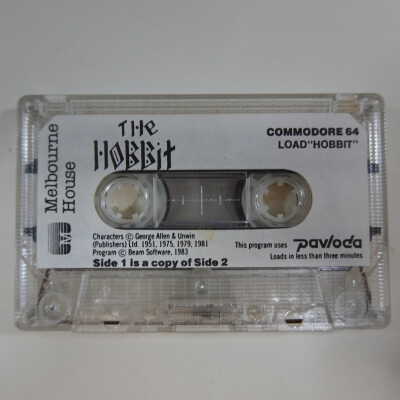 Melbourne
House
THE
HOBBIT
COMMODORE 64
LOAD"HOBBIT"
Characters © George Allen & Unwin
(Publishers) Ltd. 1951, 1975, 1979, 1981
Program © Beam Software, 1983
Side 1 is a copy of Side 2
This program uses pavloda
Loads in less than three minutes